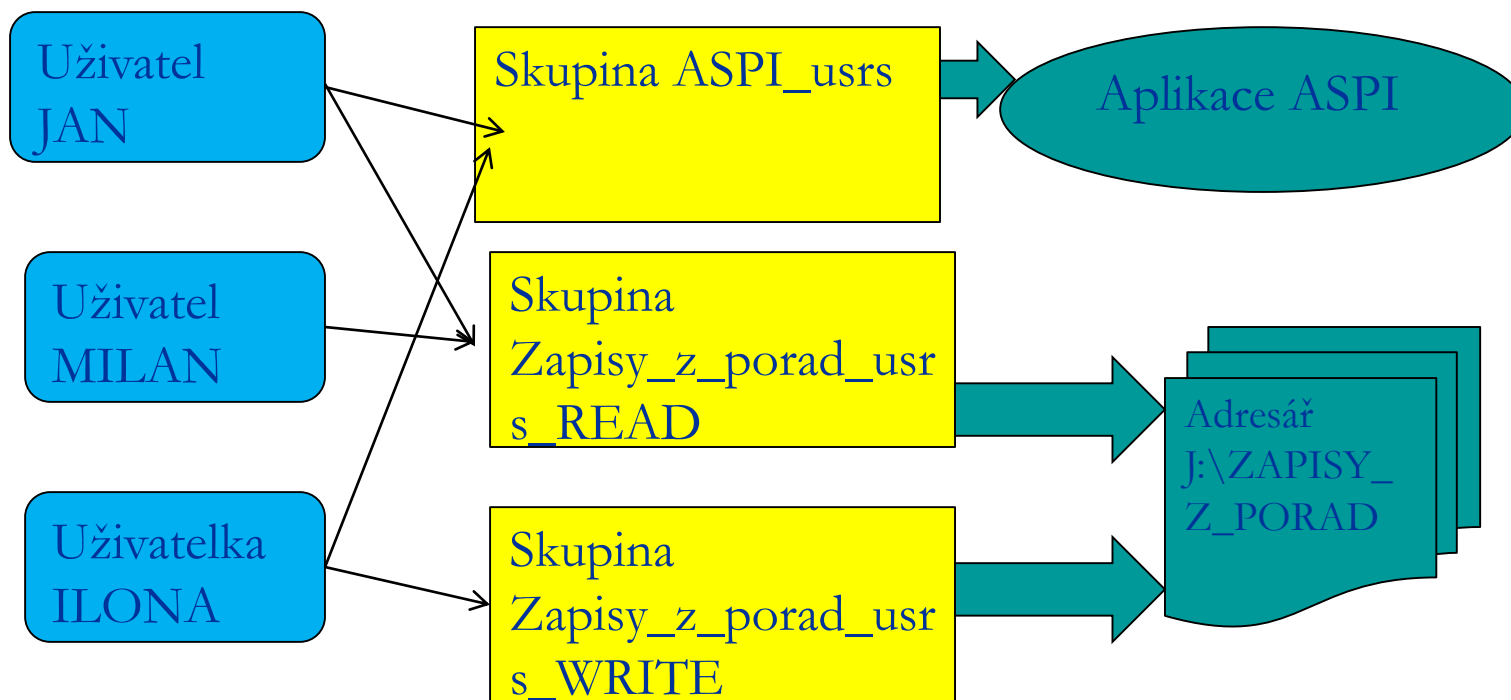 Uživatel
JAN
Skupina ASPI_usrs
Aplikace ASPI
Uživatel
MILAN
Skupina
Zapisy_z_porad_usr
s_READ
Adresář
J:\ZAPISY_
Z_PORAD
Uživatelka
ILONA
Skupina
Zapisy_z_porad_usr
s_WRITE